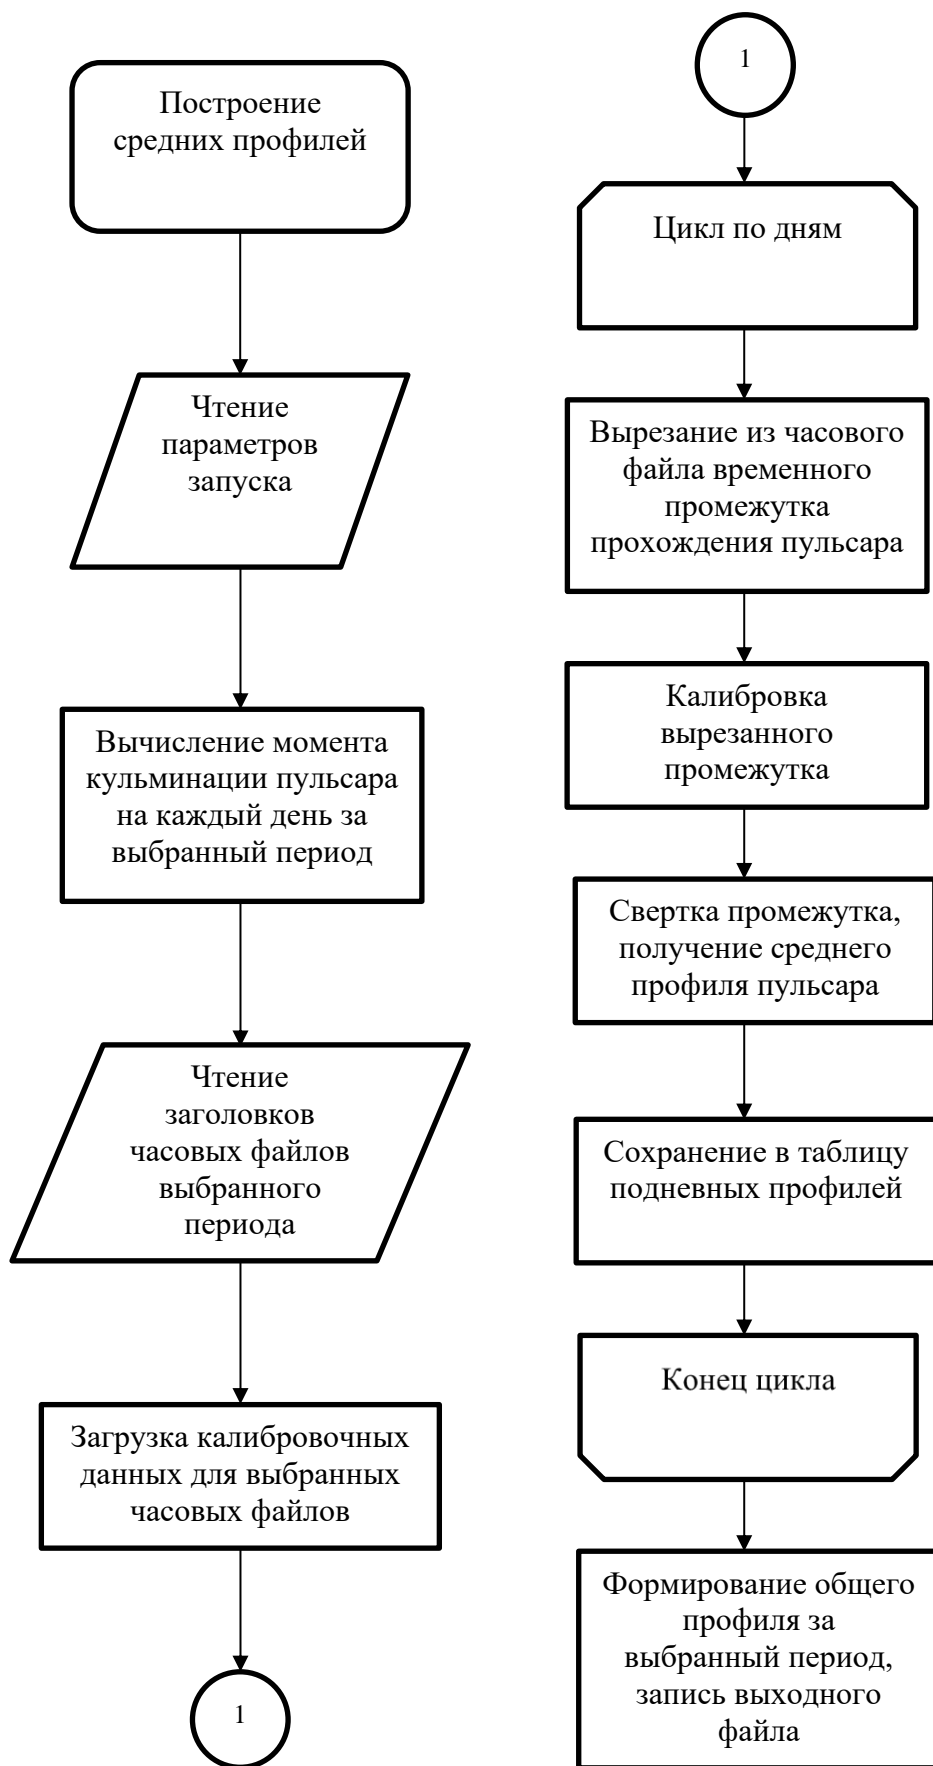 Построение
средних профилей
Чтение
параметров
запуска
Вычисление момента
кульминации пульсара
на каждый день за
выбранный период
Чтение
заголовков
часовых файлов
выбранного
периода
Загрузка калибровочных
данных для выбранных
часовых файлов
1
1
Цикл по дням
Вырезание из часового
файла временного
промежутка
прохождения пульсара
Калибровка
вырезанного
промежутка
Свертка промежутка,
получение среднего
профиля пульсара
Сохранение в таблицу
подневных профилей
Конец цикла
Формирование общего
профиля за
выбранный период,
запись выходного
файла